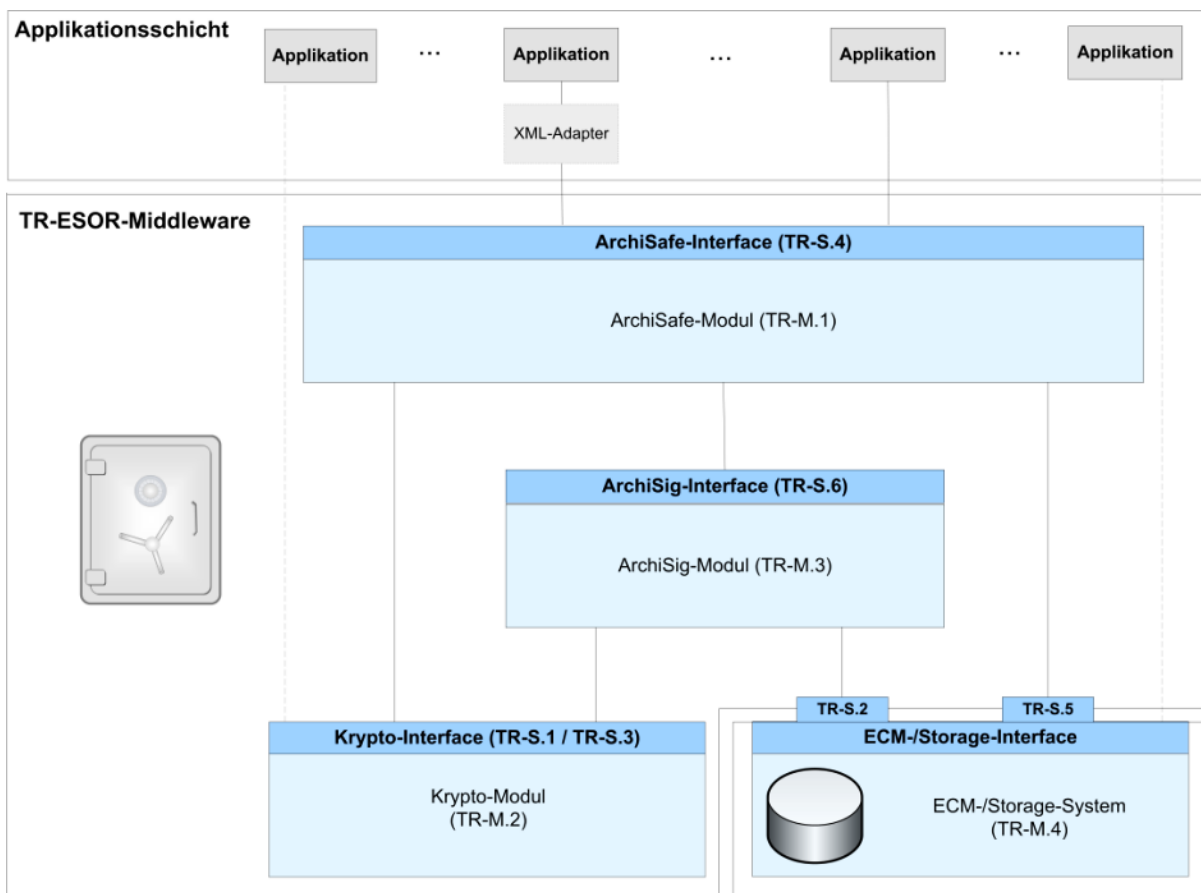 Applikationsschicht
Applikation ... Applikation ... Applikation ... Applikation
XML-Adapter
TR-ESOR-Middleware
ArchiSafe-Interface (TR-S.4)
ArchiSafe-Modul (TR-M.1)
ArchiSig-Interface (TR-S.6)
ArchiSig-Modul (TR-M.3)
TR-S.2 TR-S.5
Krypto-Interface (TR-S.1 / TR-S.3)
Krypto-Modul
(TR-M.2)
ECM-/Storage-Interface
ECM-/Storage-System
(TR-M.4)